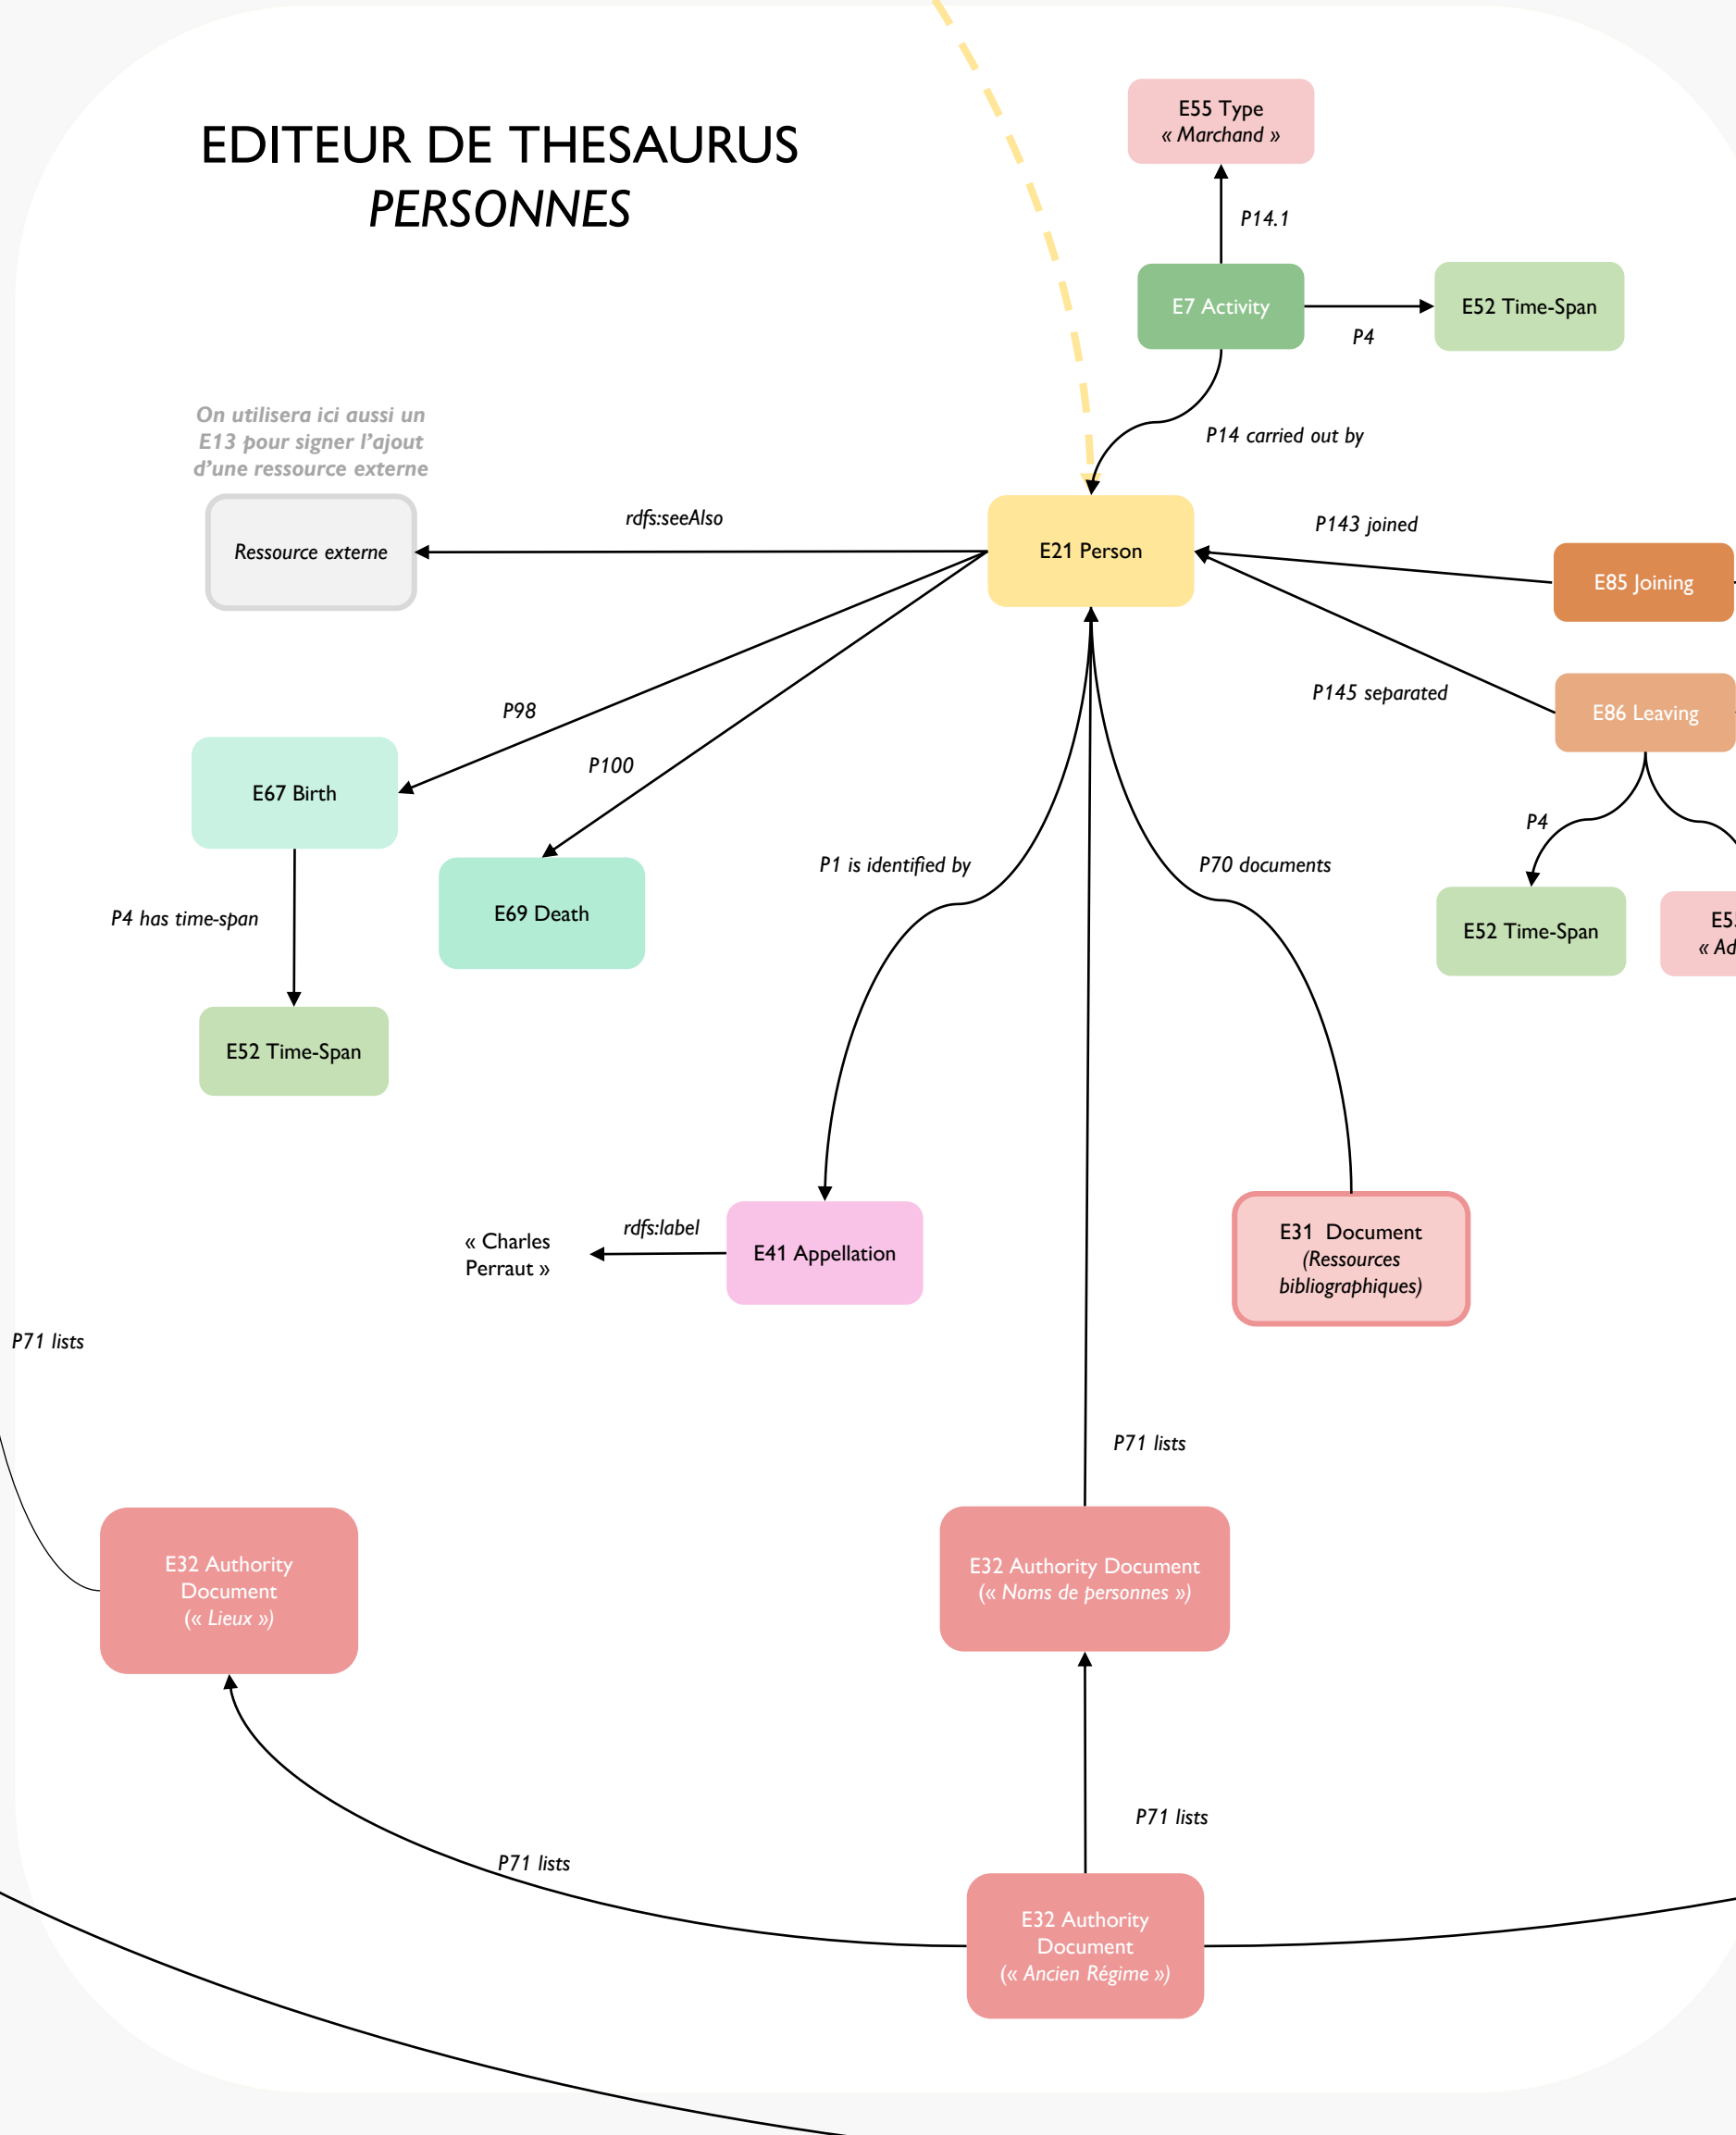 EDITEUR DE THESAURUS
PERSONNES
E55 Type
« Marchand »
P14.1
E7 Activity
P4
E52 Time-Span
P14 carried out by
On utilisera ici aussi un
E13 pour signer l’ajout
d’une ressource externe
Ressource externe
rdfs:seeAlso
E21 Person
P143 joined
E85 Joining
P145 separated
E86 Leaving
P98
P100
E67 Birth
P4
P1 is identified by
P70 documents
P4 has time-span
E69 Death
E52 Time-Span
E5
« Ad
E52 Time-Span
« Charles
Perraut »
rdfs:label
E41 Appellation
E31 Document
(Ressources
bibliographiques)
P71 lists
P71 lists
E32 Authority
Document
(« Lieux »)
E32 Authority Document
(« Noms de personnes »)
P71 lists
P71 lists
E32 Authority
Document
(« Ancien Régime »)